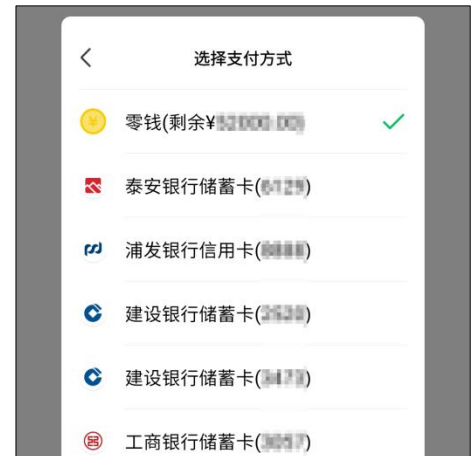 选择支付方式
零钱(剩余¥
泰安银行储蓄卡( )
浦发银行信用卡( )
建设银行储蓄卡( )
建设银行储蓄卡( )
工商银行储蓄卡( )